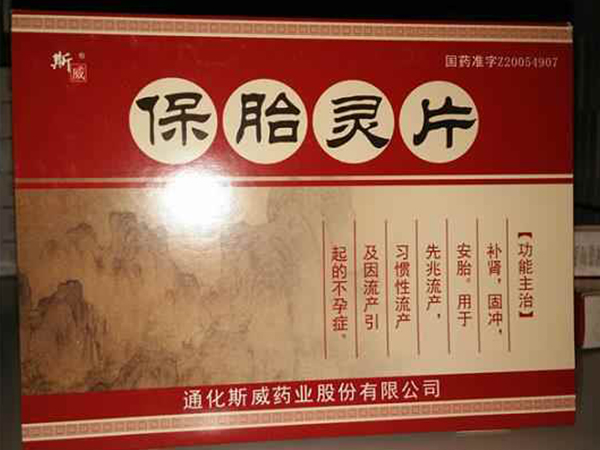 斯威®
国药准字Z20054907
保胎灵片
【功能主治】
补肾，固冲，
安胎。用于
先兆流产，
习惯性流产
及因流产引
起的不孕症。
通化斯威药业股份有限公司